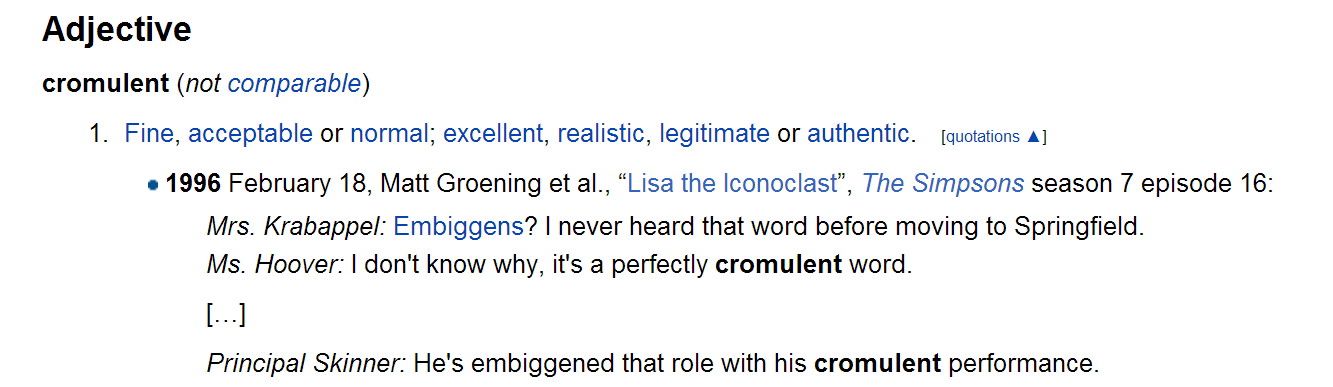 Adjective
cromulent (not comparable)
1. Fine, acceptable or normal; excellent, realistic, legitimate or authentic. [quotations ▲]
• 1996 February 18, Matt Groening et al., “Lisa the Iconoclast”, The Simpsons season 7 episode 16:
Mrs. Krabappel: Embiggens? I never heard that word before moving to Springfield.
Ms. Hoover: I don't know why, it's a perfectly cromulent word.
[…]
Principal Skinner: He's embiggened that role with his cromulent performance.